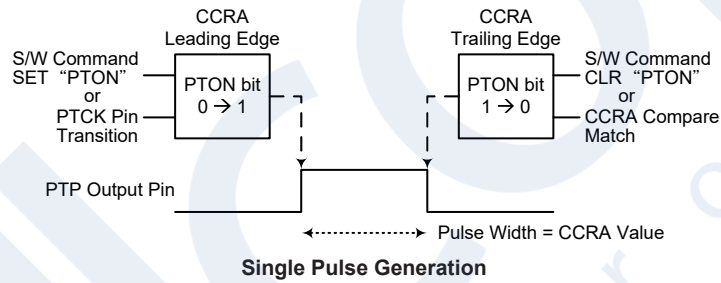 CCRA
Leading Edge
S/W Command
SET “PTON”
or
PTCK Pin
Transition
PTON bit
0 → 1
CCRA
Trailing Edge
PTON bit
1 → 0
S/W Command
CLR “PTON”
or
CCRA Compare
Match
PTP Output Pin
Pulse Width = CCRA Value
Single Pulse Generation